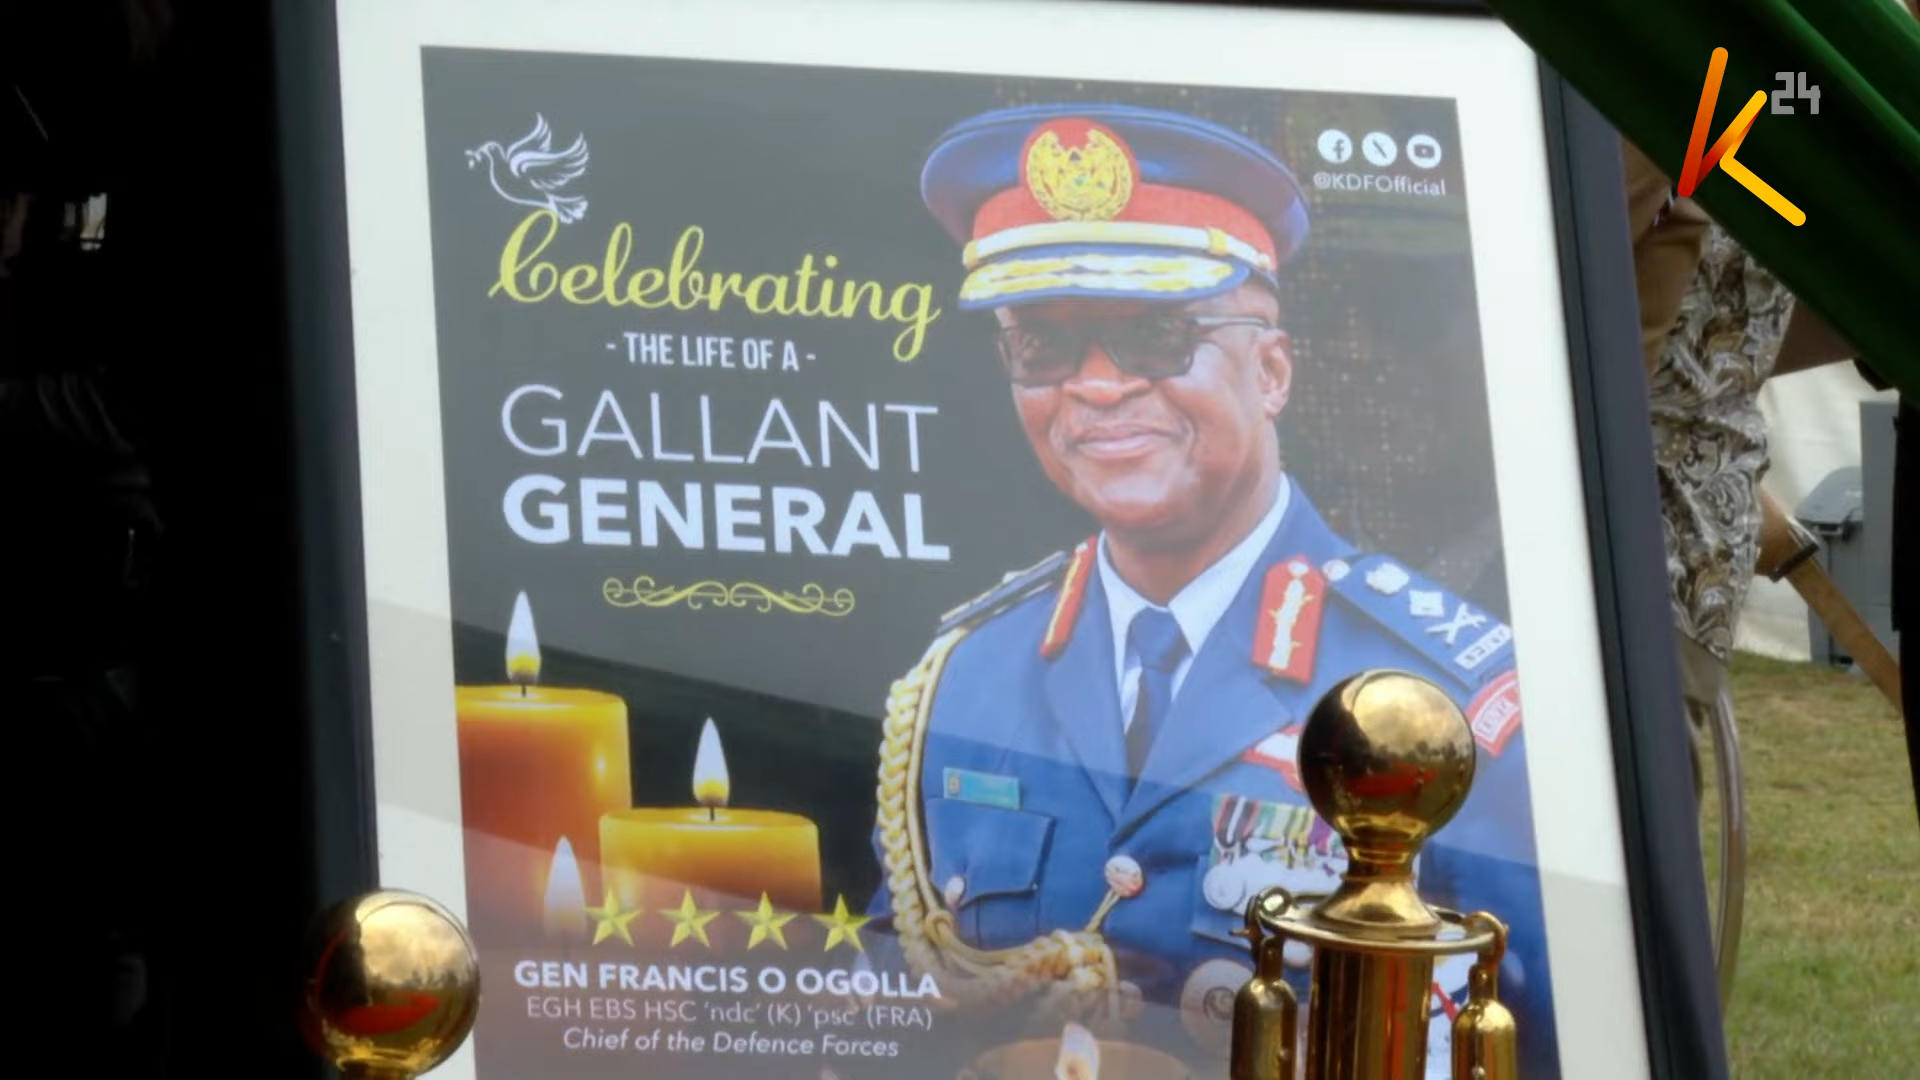 K24
@KDFOfficial
Celebrating
- THE LIFE OF A -
GALLANT
GENERAL
GEN FRANCIS O OGOLLA
EGH EBS HSC 'ndc' (K) 'psc' (FRA)
Chief of the Defence Forces